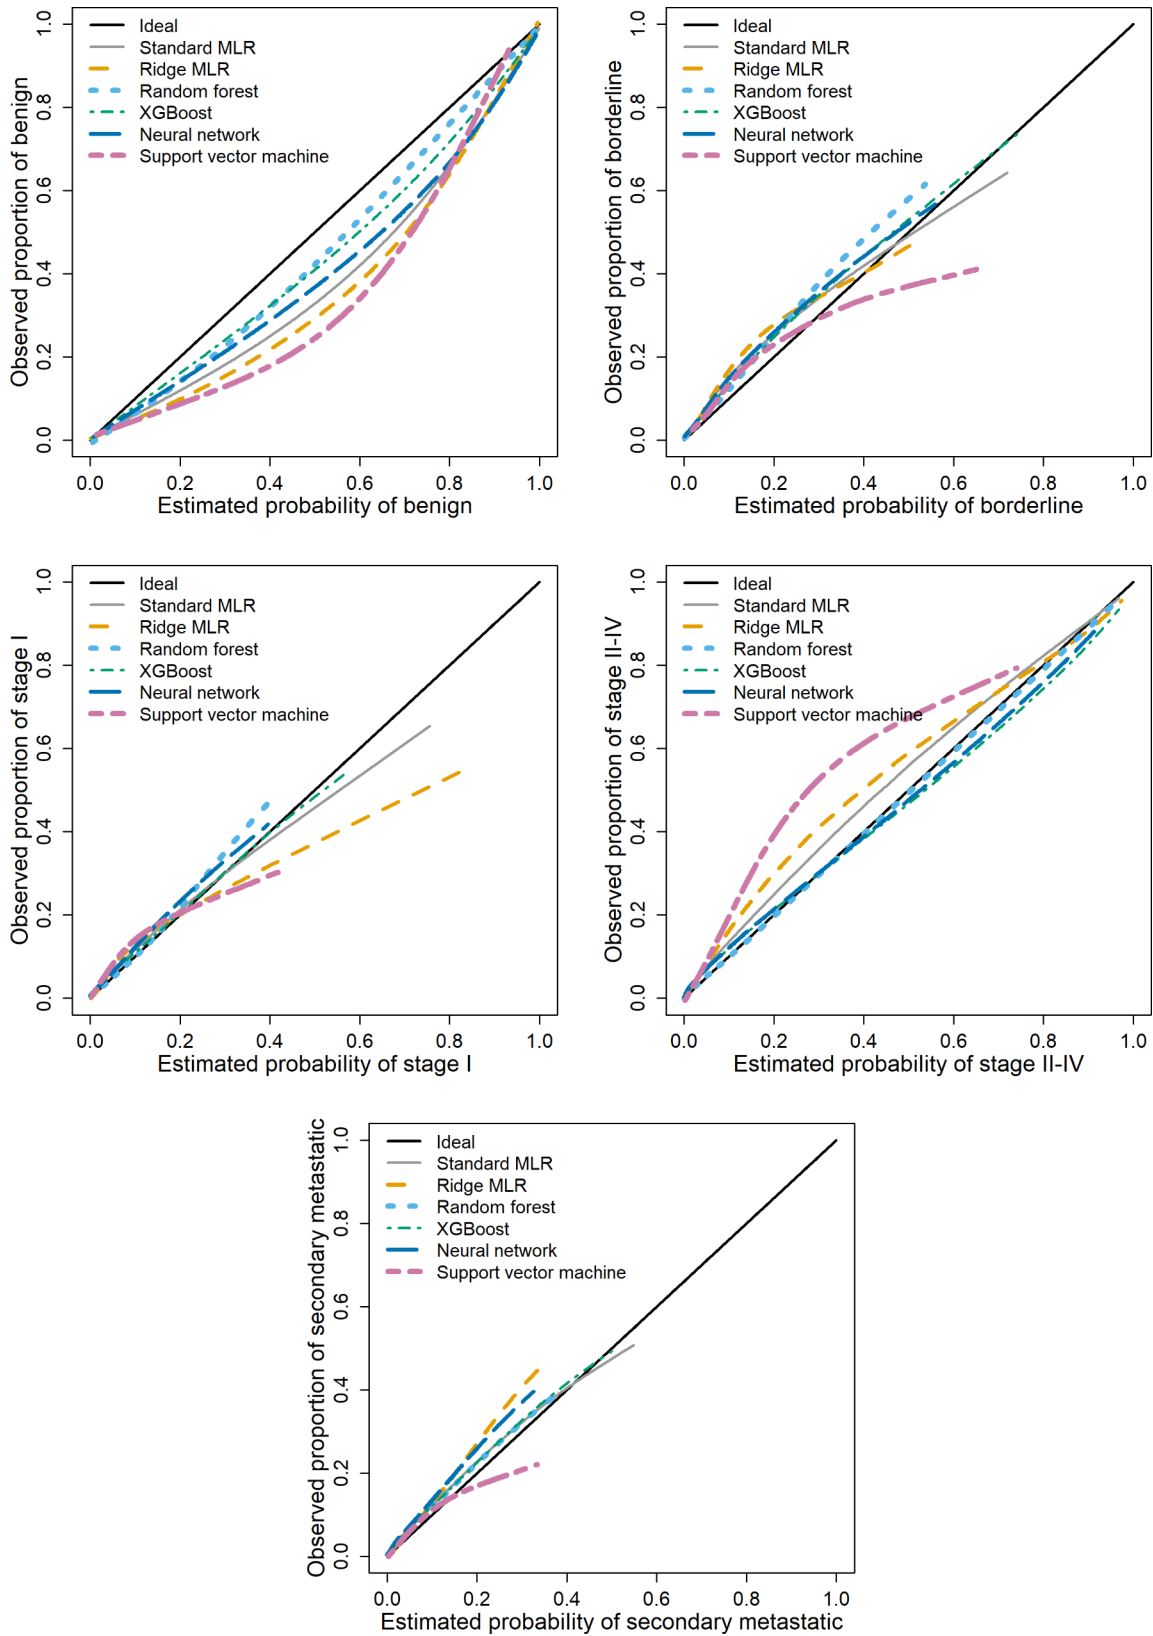 Observed proportion of benign
1.0
0.8
0.6
0.4
0.2
0.0
Ideal
Standard MLR
Ridge MLR
Random forest
XGBoost
Neural network
Support vector machine
0.0 0.2 0.4 0.6 0.8 1.0
Estimated probability of benign
Observed proportion of borderline
1.0
0.8
0.6
0.4
0.2
0.0
Ideal
Standard MLR
Ridge MLR
Random forest
XGBoost
Neural network
Support vector machine
0.0 0.2 0.4 0.6 0.8 1.0
Estimated probability of borderline
Observed proportion of stage I
1.0
0.8
0.6
0.4
0.2
0.0
Ideal
Standard MLR
Ridge MLR
Random forest
XGBoost
Neural network
Support vector machine
0.0 0.2 0.4 0.6 0.8 1.0
Estimated probability of stage I
Observed proportion of stage II-IV
1.0
0.8
0.6
0.4
0.2
0.0
Ideal
Standard MLR
Ridge MLR
Random forest
XGBoost
Neural network
Support vector machine
0.0 0.2 0.4 0.6 0.8 1.0
Estimated probability of stage II-IV
Observed proportion of secondary metastatic
1.0
0.8
0.6
0.4
0.2
0.0
Ideal
Standard MLR
Ridge MLR
Random forest
XGBoost
Neural network
Support vector machine
0.0 0.2 0.4 0.6 0.8 1.0
Estimated probability of secondary metastatic